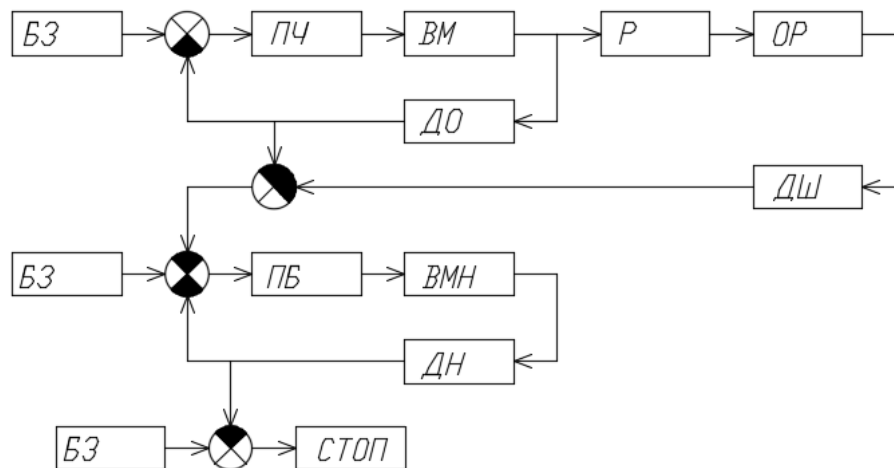 БЗ ПЧ ВМ Р ОР
ДО
ДШ
БЗ ПБ ВМН
ДН
БЗ СТОП